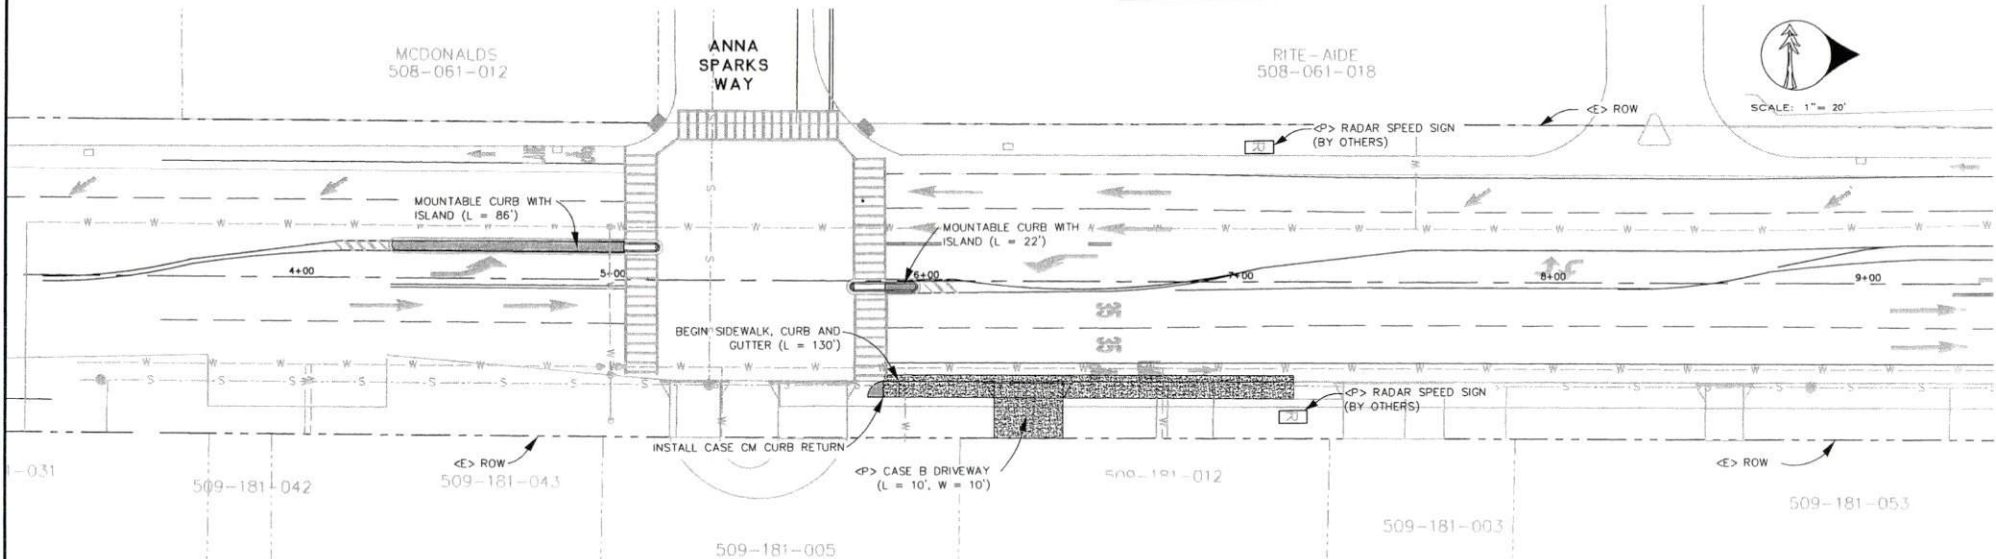 MCDONALDS
508-061-012
ANNA
SPARKS
WAY
RITE-AIDE
508-061-018
SCALE: 1"= 20'
<E> ROW
<P> RADAR SPEED SIGN
(BY OTHERS)
MOUNTABLE CURB WITH
ISLAND (L = 86')
MOUNTABLE CURB WITH
ISLAND (L = 22')
4+00
5+00
6+00
7+00
8+00
9+00
BEGIN SIDEWALK, CURB AND
GUTTER (L = 130')
<P> RADAR SPEED SIGN
(BY OTHERS)
INSTALL CASE CM CURB RETURN
<E> ROW
<P> CASE B DRIVEWAY
(L = 10', W = 10')
<E> ROW
-031
509-181-042
509-181-043
509-181-012
509-181-053
509-181-003
509-181-005